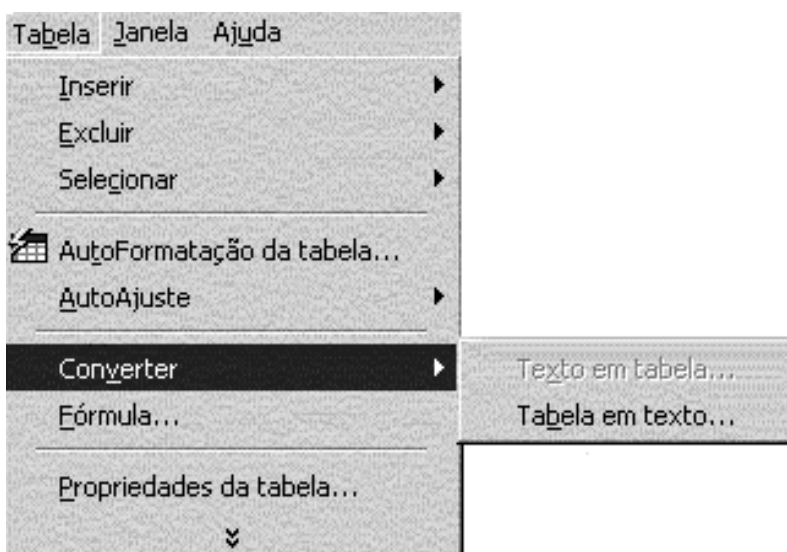 Tabela Janela Ajuda
Inserir
Excluir
Selecionar
AutoFormatação da tabela...
AutoAjuste
Converter
Texto em tabela...
Fórmula...
Tabela em texto...
Propriedades da tabela...